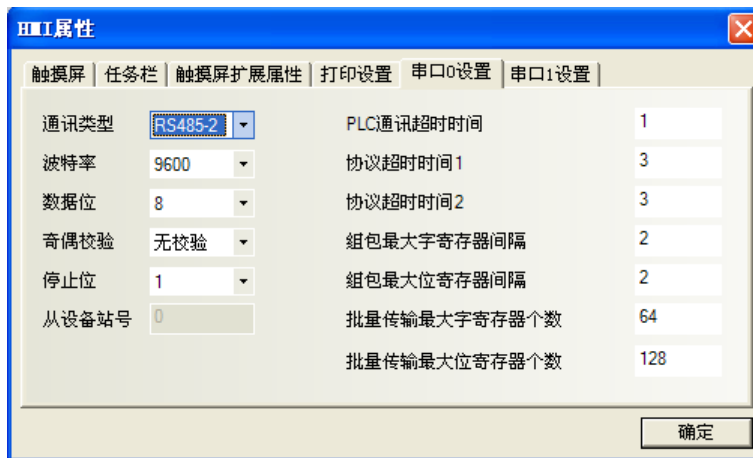 HMI属性
触摸屏 任务栏 触摸屏扩展属性 打印设置 串口0设置 串口1设置
通讯类型 RS485-2 PLC通讯超时时间 1
波特率 9600 协议超时时间1 3
数据位 8 协议超时时间2 3
奇偶校验 无校验 组包最大字寄存器间隔 2
停止位 1 组包最大位寄存器间隔 2
从设备站号 0 批量传输最大字寄存器个数 64
批量传输最大位寄存器个数 128
确定